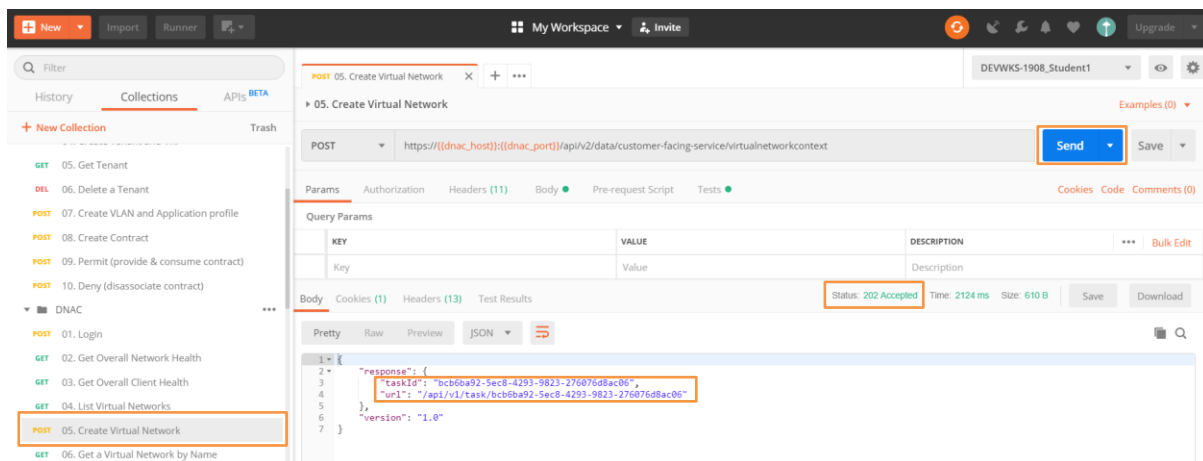 New Import Runner My Workspace Invite Upgrade
Filter
History Collections APIs BETA
+ New Collection Trash
GET 05. Get Tenant
DEL 06. Delete a Tenant
POST 07. Create VLAN and Application profile
POST 08. Create Contract
POST 09. Permit (provide & consume contract)
POST 10. Deny (disassociate contract)
DNAC
POST 01. Login
GET 02. Get Overall Network Health
GET 03. Get Overall Client Health
GET 04. List Virtual Networks
POST 05. Create Virtual Network
GET 06. Get a Virtual Network by Name
POST 05. Create Virtual Network X + •••
DEVWKS-1908_Student1
05. Create Virtual Network Examples (0)
POST https://{{dnac_host}}:{{dnac_port}}/api/v2/data/customer-facing-service/virtualnetworkcontext Send Save
Params Authorization Headers (11) Body Pre-request Script Tests Cookies Code Comments (0)
Query Params
KEY VALUE DESCRIPTION ••• Bulk Edit
Key Value Description
Body Cookies (1) Headers (13) Test Results Status: 202 Accepted Time: 2124 ms Size: 610 B Save Download
Pretty Raw Preview JSON
1 {
2 "response": {
3 "taskId": "bcb6ba92-5ec8-4293-9823-276076d8ac06",
4 "url": "/api/v1/task/bcb6ba92-5ec8-4293-9823-276076d8ac06"
5 },
6 "version": "1.0"
7 }